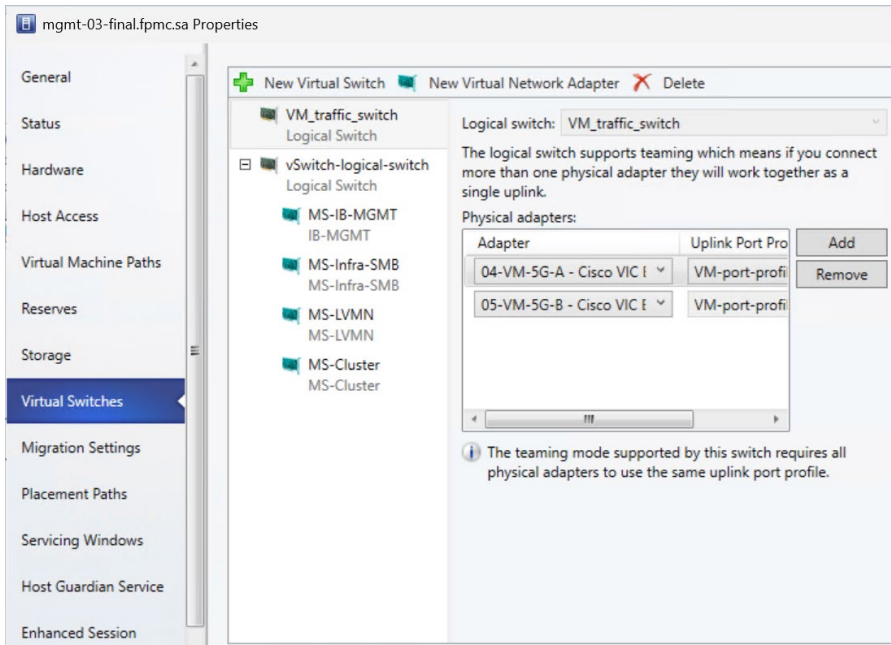 mgmt-03-final.fpmc.sa Properties
General
Status
Hardware
Host Access
Virtual Machine Paths
Reserves
Storage
Virtual Switches
Migration Settings
Placement Paths
Servicing Windows
Host Guardian Service
Enhanced Session
New Virtual Switch New Virtual Network Adapter Delete
VM_traffic_switch
Logical Switch
vSwitch-logical-switch
Logical Switch
MS-IB-MGMT
IB-MGMT
MS-Infra-SMB
MS-Infra-SMB
MS-LVMN
MS-LVMN
MS-Cluster
MS-Cluster
Logical switch: VM_traffic_switch
The logical switch supports teaming which means if you connect
more than one physical adapter they will work together as a
single uplink.
Physical adapters:
Adapter Uplink Port Pro Add
04-VM-5G-A - Cisco VIC E VM-port-profi Remove
05-VM-5G-B - Cisco VIC E VM-port-profi
The teaming mode supported by this switch requires all
physical adapters to use the same uplink port profile.